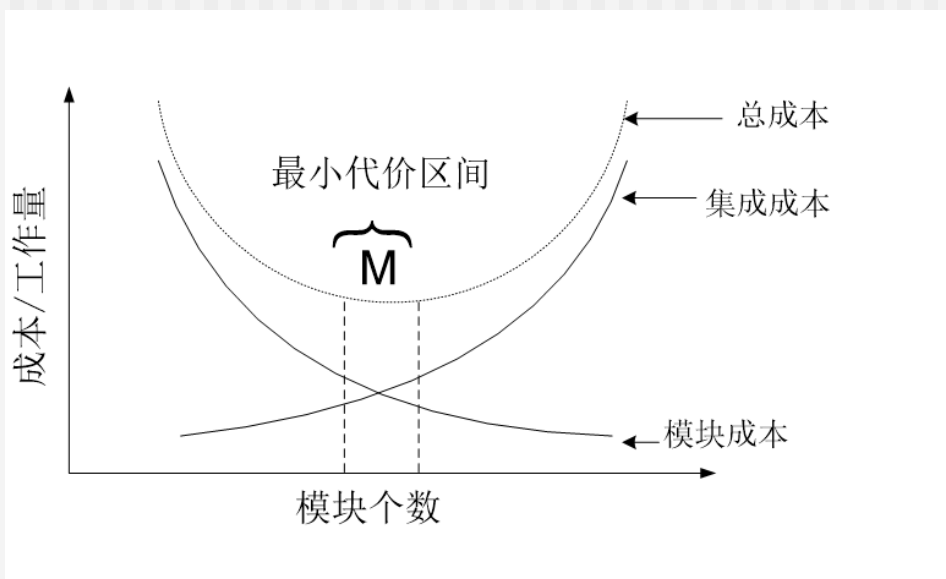 总成本
最小代价区间
集成成本
M
成本/工作量
模块成本
模块个数